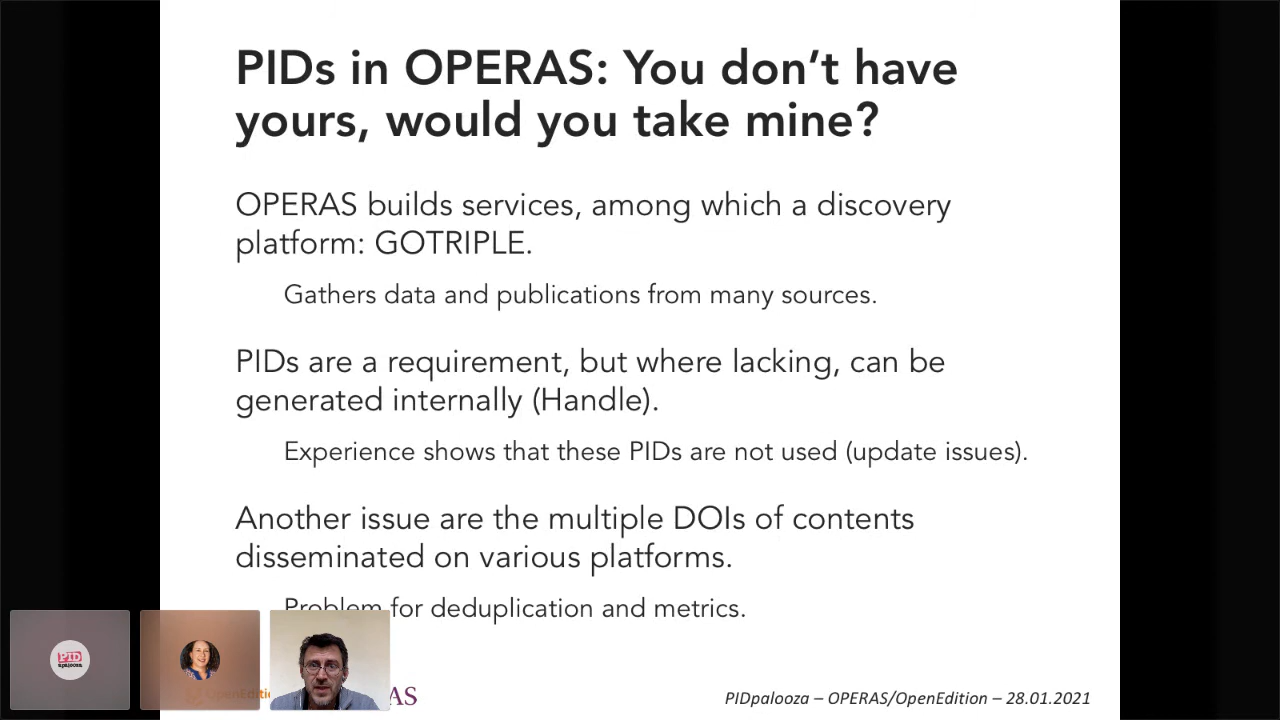 PIDs in OPERAS: You don't have
yours, would you take mine?
OPERAS builds services, among which a discovery
platform: GOTRIPLE.
Gathers data and publications from many sources.
PIDs are a requirement, but where lacking, can be
generated internally (Handle).
Experience shows that these PIDs are not used (update issues).
Another issue are the multiple DOIs of contents
disseminated on various platforms.
Problem for deduplication and metrics.
PID
apalooza
OpenEditi
AS
PIDpalooza – OPERAS/OpenEdition – 28.01.2021